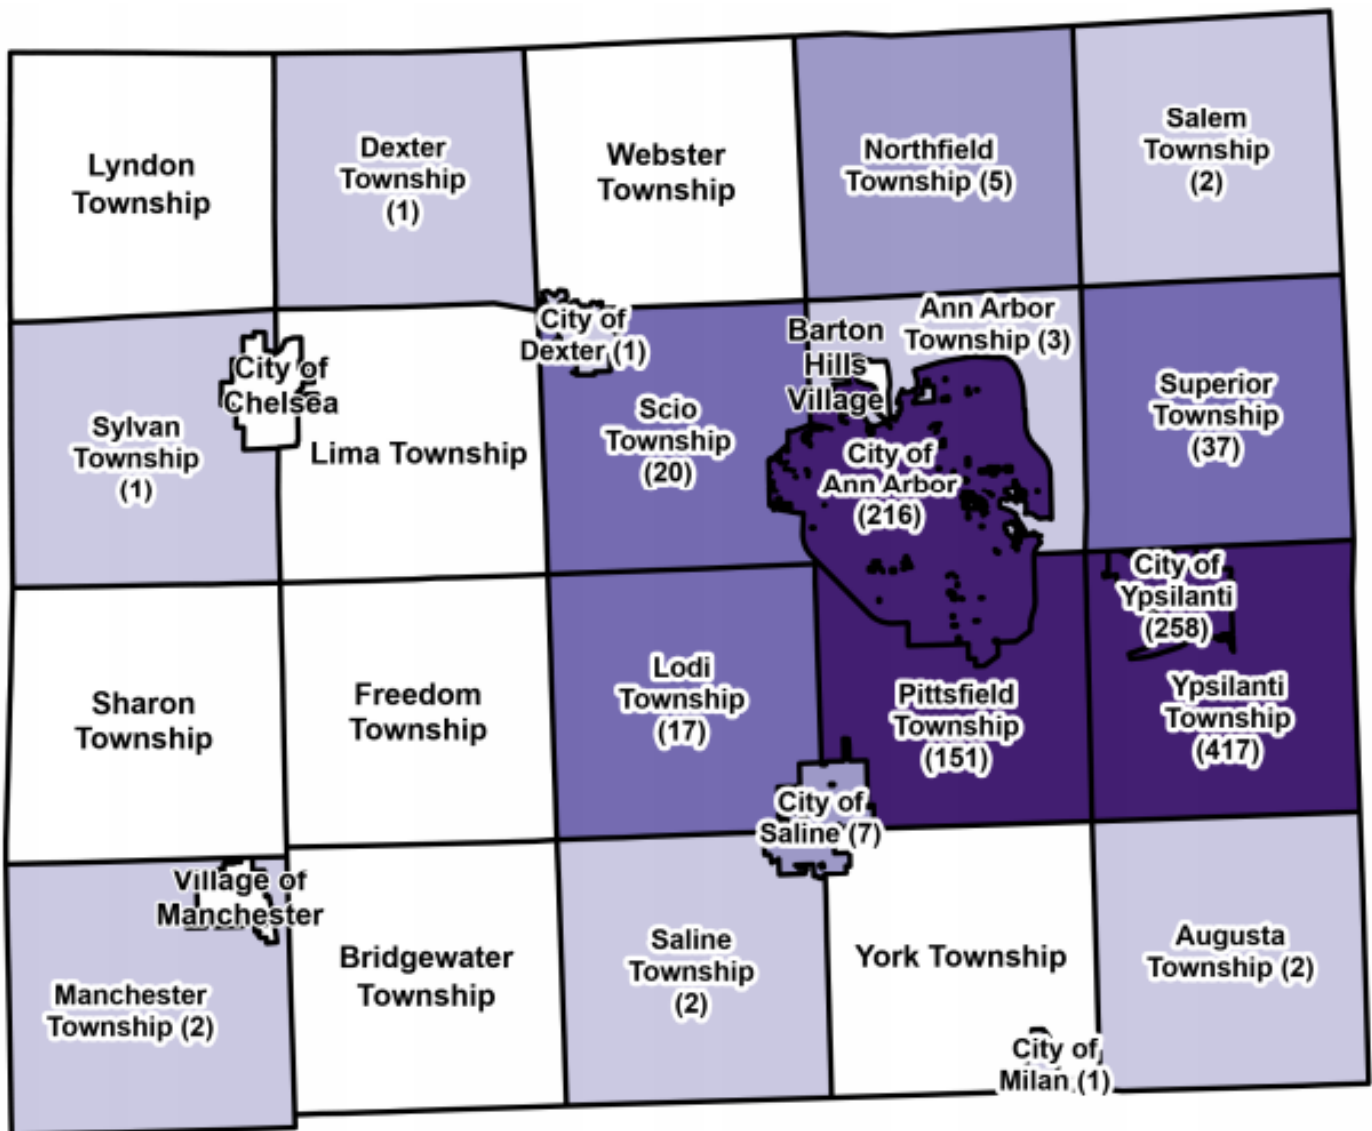 Lyndon
Township
Dexter
Township
(1)
Webster
Township
Northfield
Township (5)
Salem
Township
(2)
Sylvan
Township
(1)
City of
Chelsea
Lima Township
City of
Dexter (1)
Scio
Township
(20)
Barton
Hills
Village
Ann Arbor
Township (3)
City of
Ann Arbor
(216)
Superior
Township
(37)
Sharon
Township
Freedom
Township
Lodi
Township
(17)
Pittsfield
Township
(151)
City of
Ypsilanti
(258)
Ypsilanti
Township
(417)
City of
Saline (7)
Village of
Manchester
Manchester
Township (2)
Bridgewater
Township
Saline
Township
(2)
York Township
City of
Milan (1)
Augusta
Township (2)